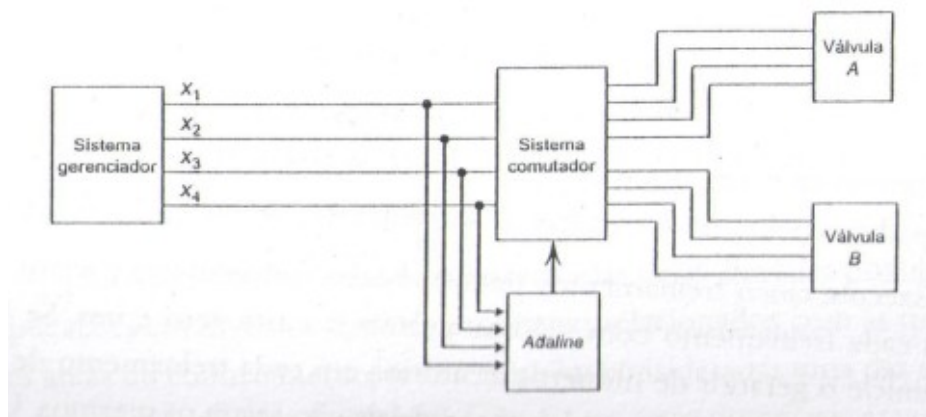 Sistema
gerenciador
X1
X2
X3
X4
Sistema
comutador
Adaline
Válvula
A
Válvula
B